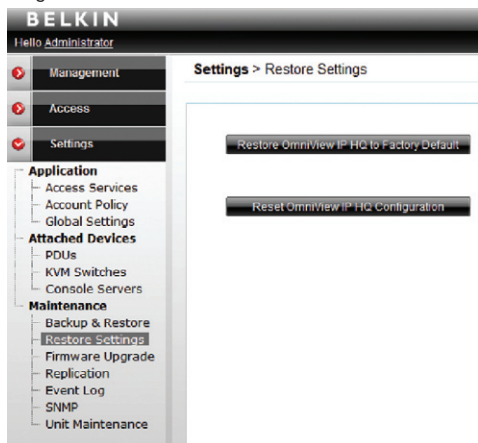 BELKIN
Hello Administrator
Management
Access
Settings
Application
Access Services
Account Policy
Global Settings
Attached Devices
PDUs
KVM Switches
Console Servers
Maintenance
Backup & Restore
Restore Settings
Firmware Upgrade
Replication
Event Log
SNMP
Unit Maintenance
Settings > Restore Settings
Restore OmniView IP HQ to Factory Default
Reset OmniView IP HQ Configuration